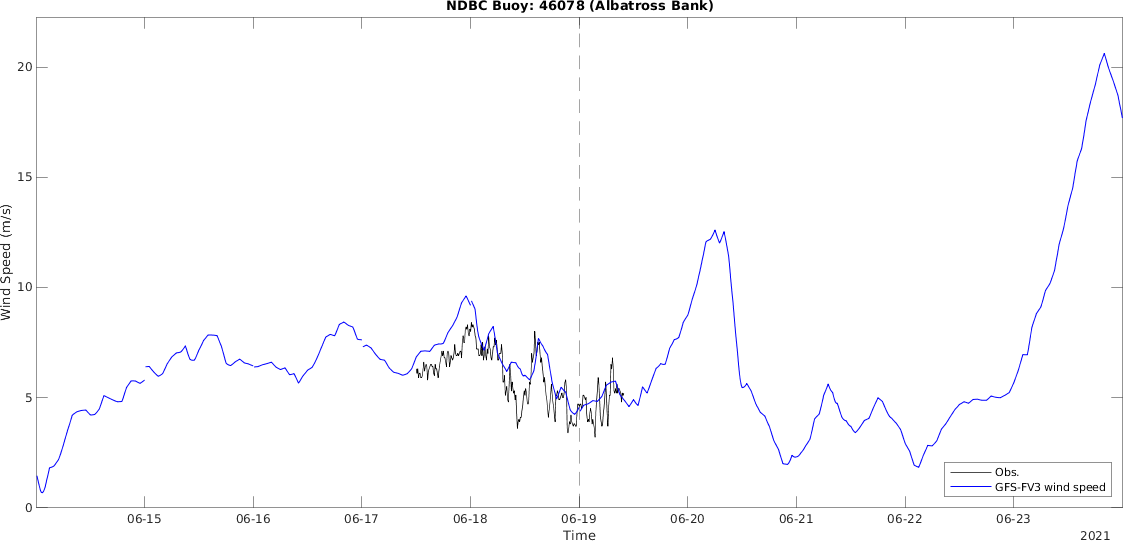 NDBC Buoy: 46078 (Albatross Bank)
20
15
10
5
0
Wind Speed (m/s)
06-15 06-16 06-17 06-18 06-19 06-20 06-21 06-22 06-23
Time
2021
Obs.
GFS-FV3 wind speed